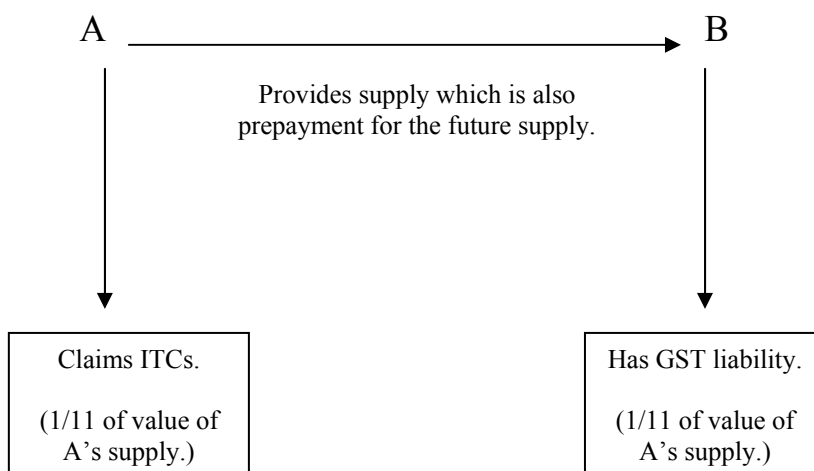 A
B
Provides supply which is also
prepayment for the future supply.
Claims ITCs.
(1/11 of value of
A’s supply.)
Has GST liability.
(1/11 of value of
A’s supply.)